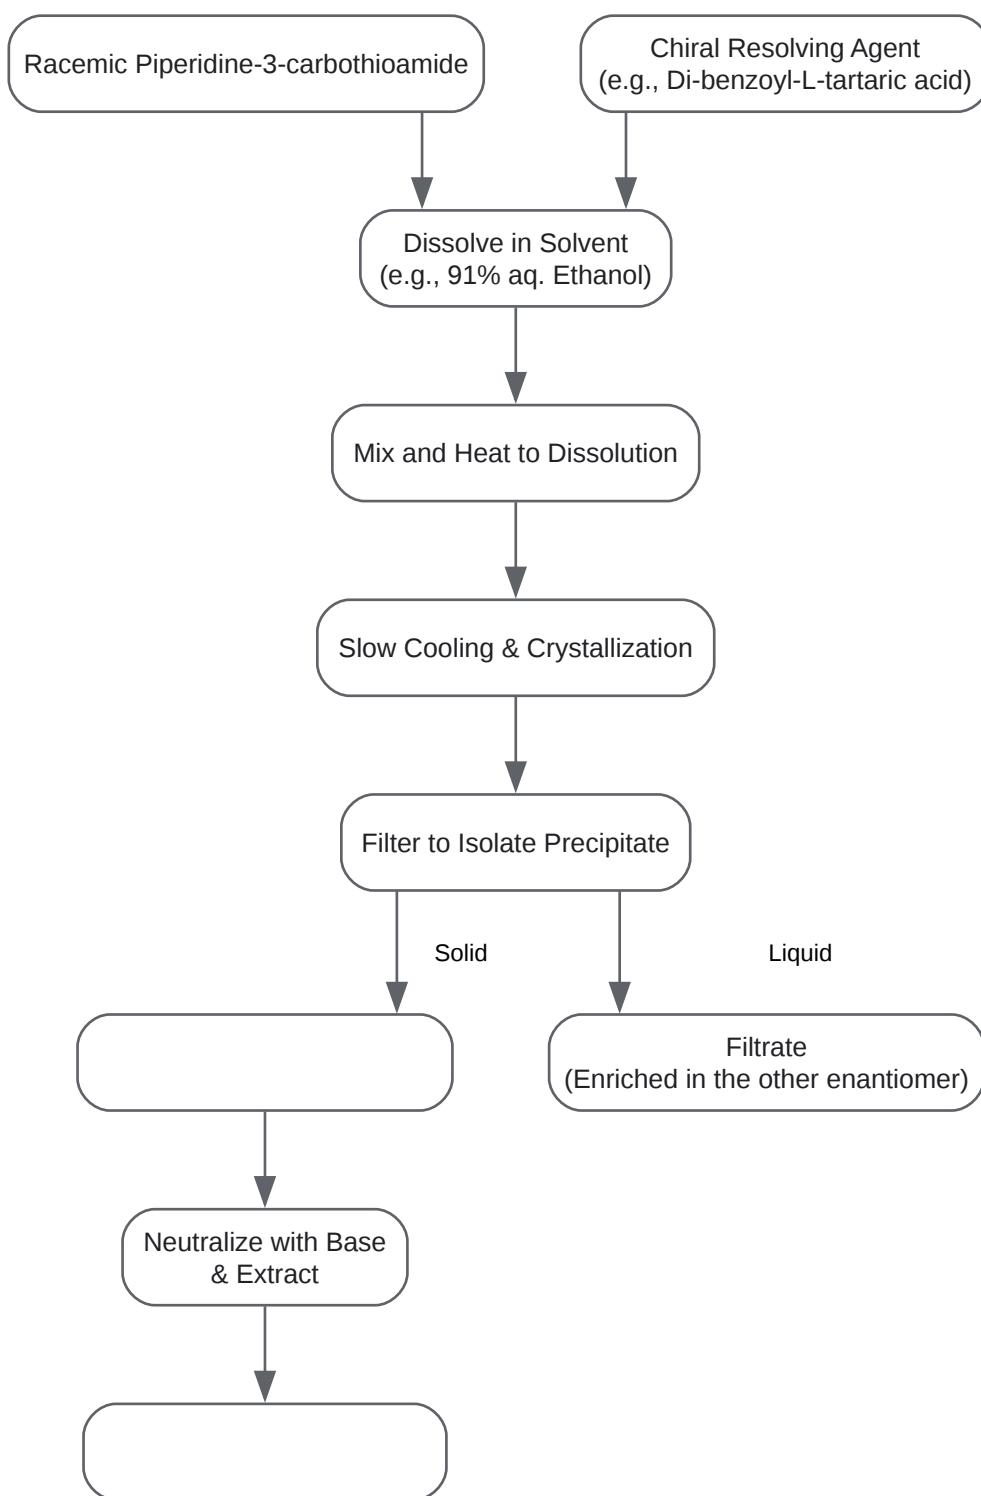 Racemic Piperidine-3-carbothioamide
Chiral Resolving Agent
(e.g., Di-benzoyl-L-tartaric acid)
Dissolve in Solvent
(e.g., 91% aq. Ethanol)
Mix and Heat to Dissolution
Slow Cooling & Crystallization
Filter to Isolate Precipitate
Solid
Liquid
Filtrate
(Enriched in the other enantiomer)
Neutralize with Base
& Extract